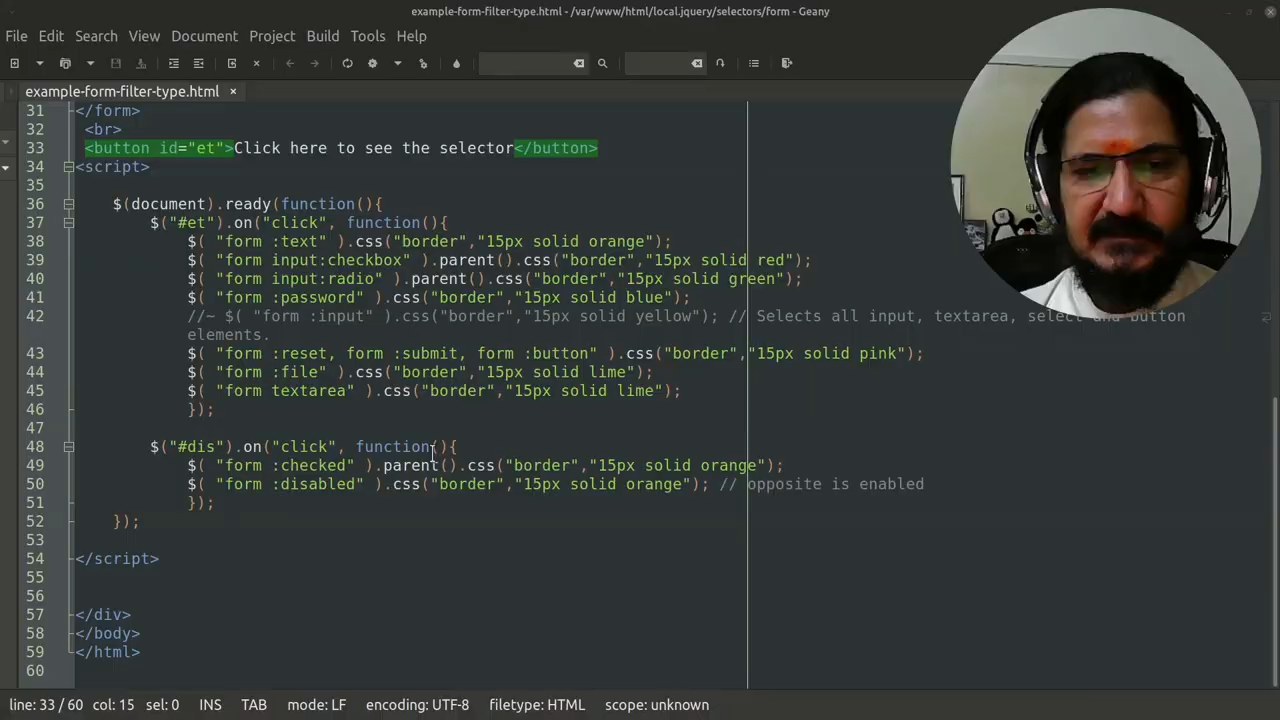 example-form-filter-type.html - /var/www/html/local.jquery/selectors/form - Geany
File Edit Search View Document Project Build Tools Help
example-form-filter-type.html ×
31 </form>
32 <br>
33 <button id="et">Click here to see the selector</button>
34 <script>
35
36 $(document).ready(function(){
37 $("#et").on("click", function(){
38 $( "form :text" ).css("border","15px solid orange");
39 $( "form input:checkbox" ).parent().css("border","15px solid red");
40 $( "form input:radio" ).parent().css("border","15px solid green");
41 $( "form :password" ).css("border","15px solid blue");
42 //~ $( "form :input" ).css("border","15px solid yellow"); // Selects all input, textarea, select and button
elements.
43 $( "form :reset, form :submit, form :button" ).css("border","15px solid pink");
44 $( "form :file" ).css("border","15px solid lime");
45 $( "form textarea" ).css("border","15px solid lime");
46 });
47
48 $("#dis").on("click", function(){
49 $( "form :checked" ).parent().css("border","15px solid orange");
50 $( "form :disabled" ).css("border","15px solid orange"); // opposite is enabled
51 });
52 });
53
54 </script>
55
56
57 </div>
58 </body>
59 </html>
60
line: 33 / 60 col: 15 sel: 0 INS TAB mode: LF encoding: UTF-8 filetype: HTML scope: unknown